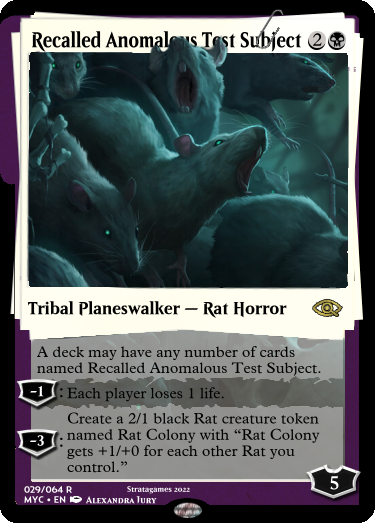 Recalled Anomalous Test Subject 2
Tribal Planeswalker — Rat Horror
A deck may have any number of cards
named Recalled Anomalous Test Subject.
-1 : Each player loses 1 life.
Create a 2/1 black Rat creature token
-3 : named Rat Colony with “Rat Colony
gets +1/+0 for each other Rat you
control.”
5
029/064 R Stratagems 2022
MYC • EN Alexandra Jury